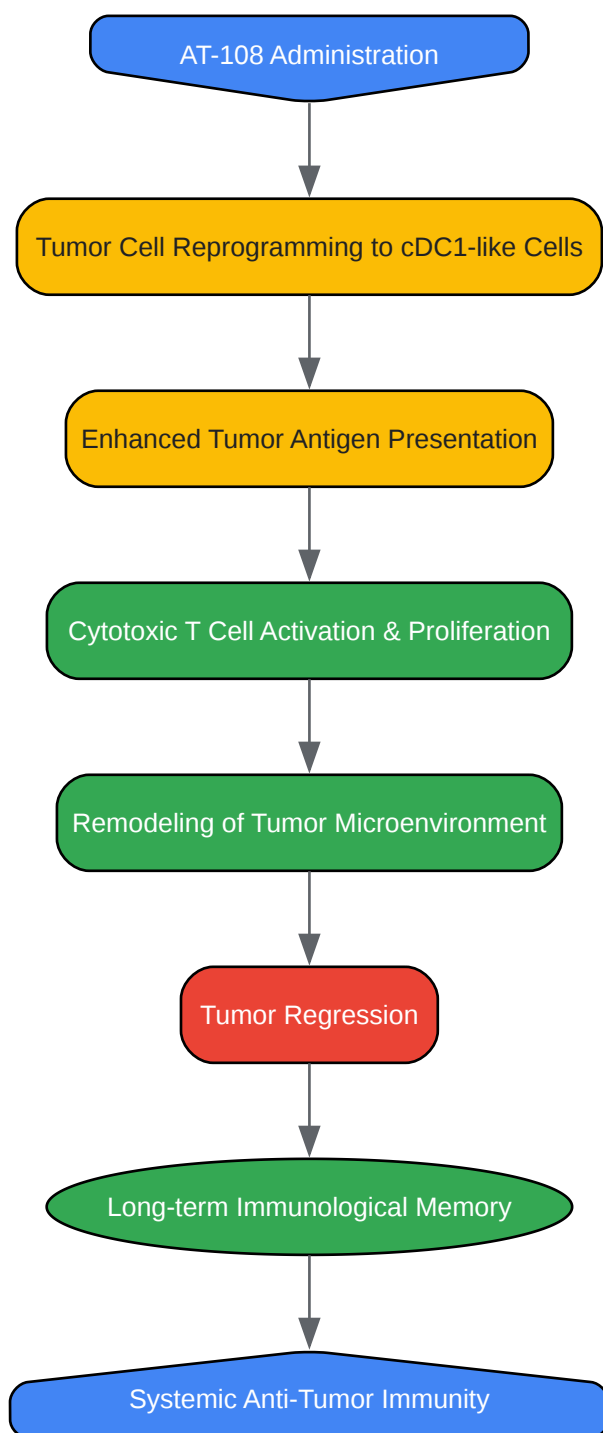 AT-108 Administration
Tumor Cell Reprogramming to cDC1-like Cells
Enhanced Tumor Antigen Presentation
Cytotoxic T Cell Activation & Proliferation
Remodeling of Tumor Microenvironment
Tumor Regression
Long-term Immunological Memory
Systemic Anti-Tumor Immunity